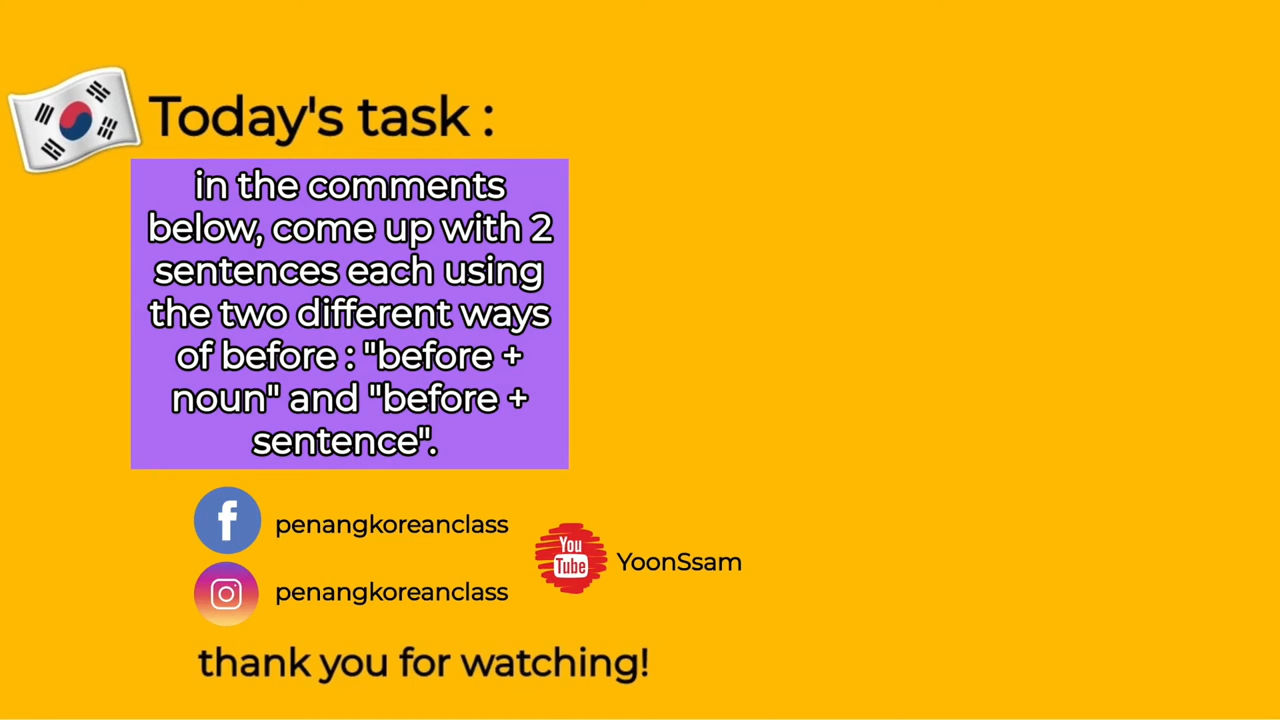 Today's task :
in the comments
below, come up with 2
sentences each using
the two different ways
of before : "before +
noun" and "before +
sentence".
penangkoreanclass
You
Tube
YoonSsam
penangkoreanclass
thank you for watching!